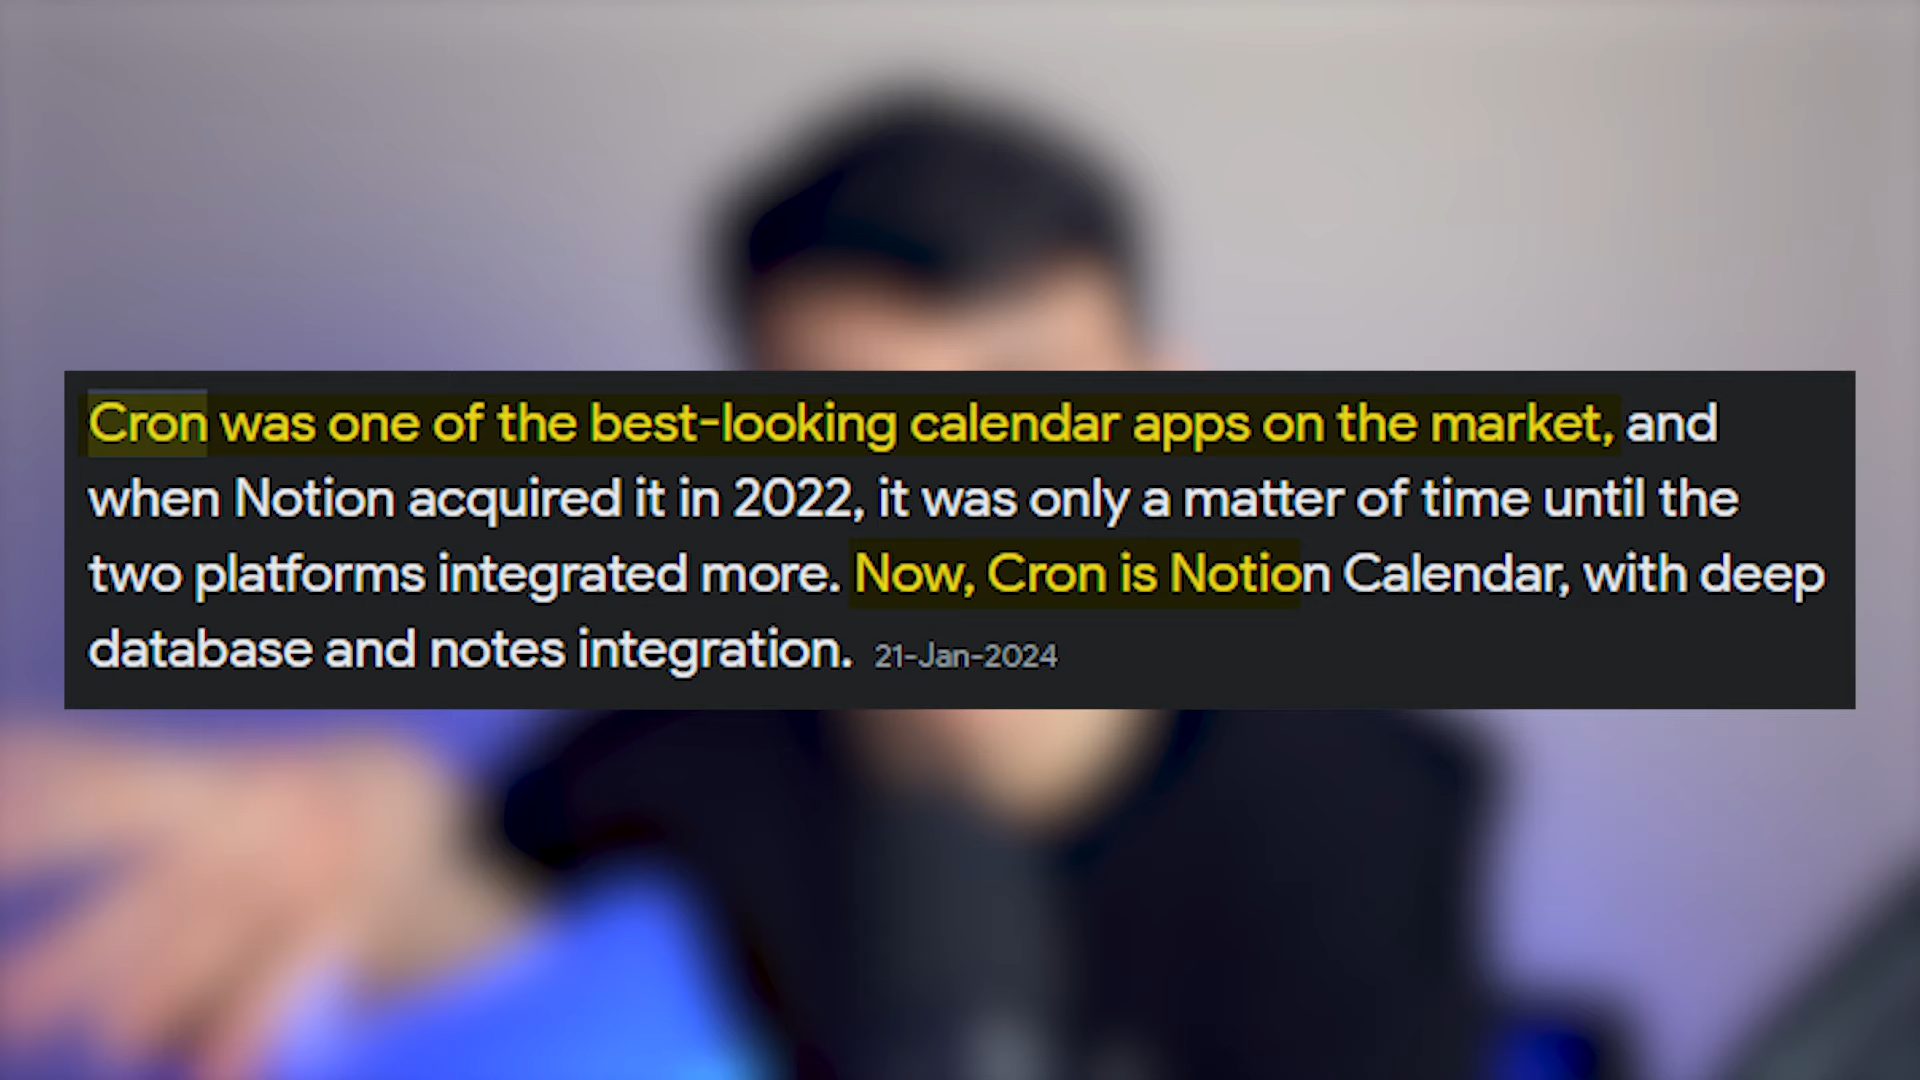 Cron was one of the best-looking calendar apps on the market, and
when Notion acquired it in 2022, it was only a matter of time until the
two platforms integrated more. Now, Cron is Notion Calendar, with deep
database and notes integration. 21-Jan-2024